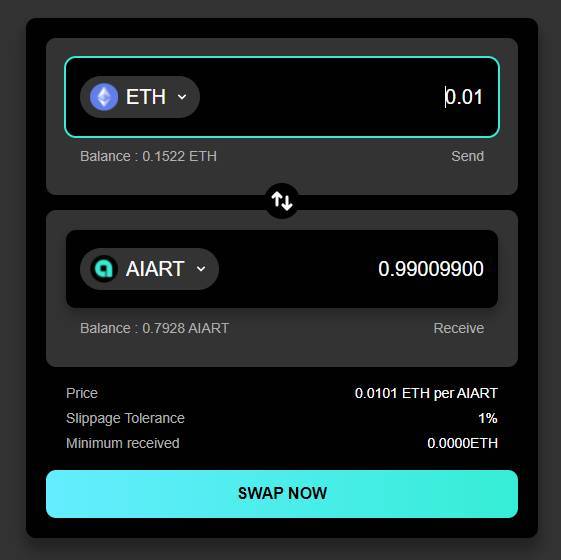 ETH
0.01
Balance : 0.1522 ETH
Send
AIART
0.99009900
Balance : 0.7928 AIART
Receive
Price
0.0101 ETH per AIART
Slippage Tolerance
1%
Minimum received
0.0000ETH
SWAP NOW